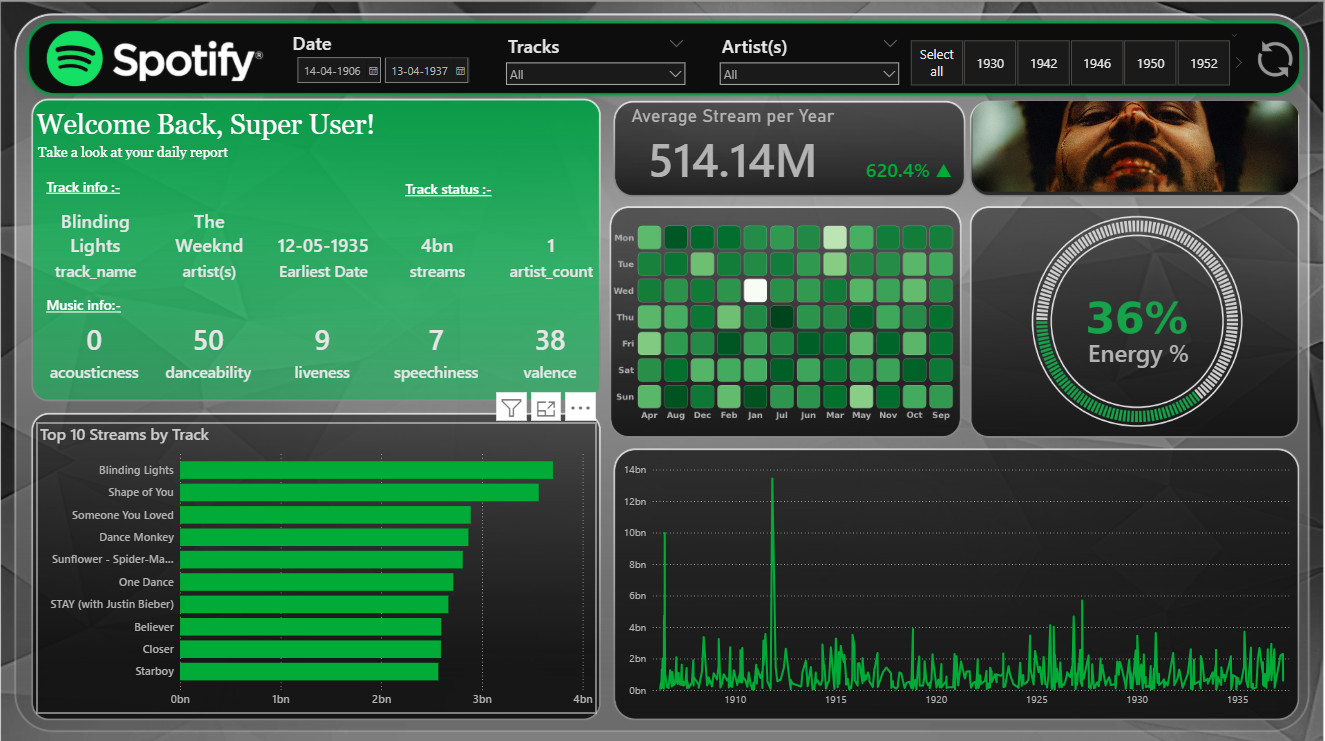 Spotify®
Date
14-04-1906
13-04-1937
Tracks
All
Artist(s)
All
Select
all
1930
1942
1946
1950
1952
Welcome Back, Super User!
Take a look at your daily report
Track info :-
Track status :-
Blinding
Lights
track_name
The
Weeknd
artist(s)
12-05-1935
Earliest Date
4bn
streams
1
artist_count
Music info:-
0
acousticness
50
danceability
9
liveness
7
speechiness
38
valence
Average Stream per Year
514.14M
620.4% ▲
Mon
Tue
Wed
Thu
Fri
Sat
Sun
Apr Aug Dec Feb Jan Jul Jun Mar May Nov Oct Sep
36%
Energy %
Top 10 Streams by Track
Blinding Lights
Shape of You
Someone You Loved
Dance Monkey
Sunflower - Spider-Ma...
One Dance
STAY (with Justin Bieber)
Believer
Closer
Starboy
0bn 1bn 2bn 3bn 4bn
14bn
12bn
10bn
8bn
6bn
4bn
2bn
0bn
1910 1915 1920 1925 1930 1935